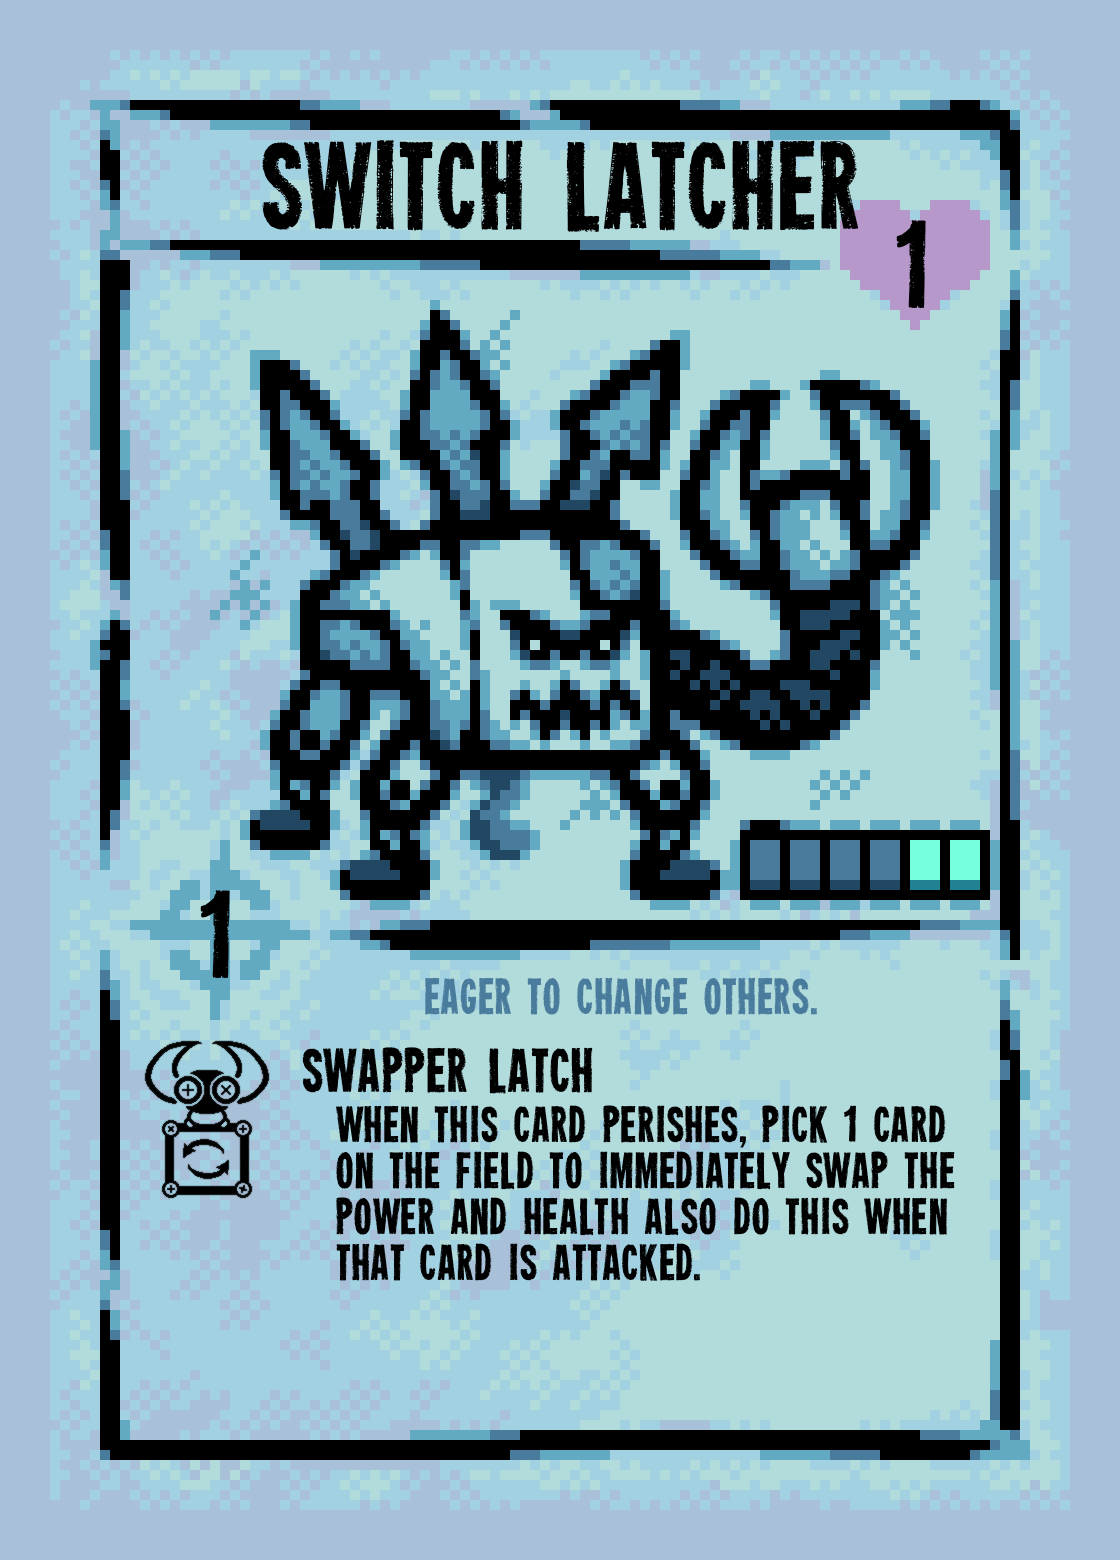 SWITCH LATCHER
1
1
EAGER TO CHANGE OTHERS.
SWAPPER LATCH
WHEN THIS CARD PERISHES, PICK 1 CARD
ON THE FIELD TO IMMEDIATELY SWAP THE
POWER AND HEALTH ALSO DO THIS WHEN
THAT CARD IS ATTACKED.